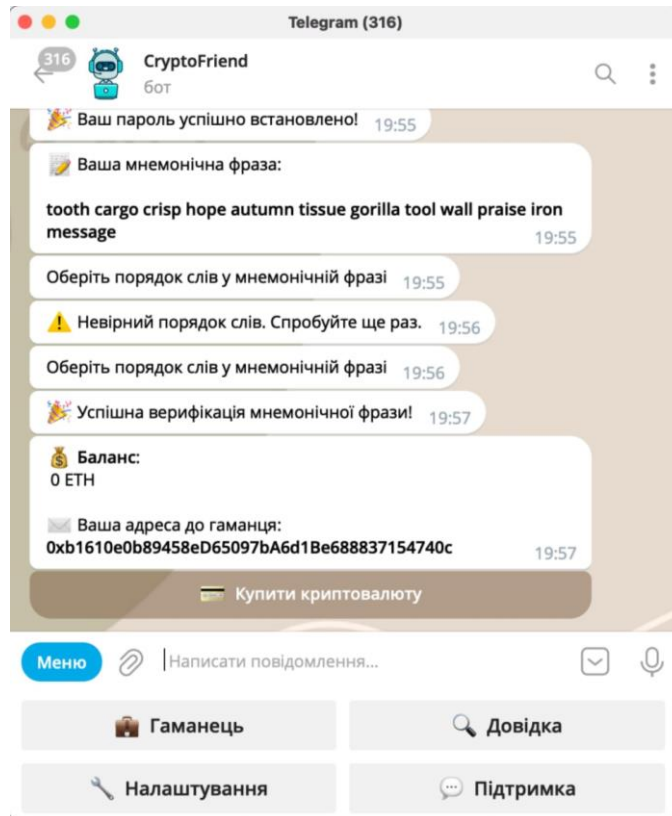 Telegram (316)
316
CryptoFriend
бот
🎉 Ваш пароль успішно встановлено! 19:55
📝 Ваша мнемонічна фраза:
tooth cargo crisp hope autumn tissue gorilla tool wall praise iron
message
19:55
Оберіть порядок слів у мнемонічній фразі 19:55
⚠️ Невірний порядок слів. Спробуйте ще раз. 19:56
Оберіть порядок слів у мнемонічній фразі 19:56
🎉 Успішна верифікація мнемонічної фрази! 19:57
💰 Баланс:
0 ETH
✉️ Ваша адреса до гаманця:
0xb1610e0b89458eD65097bA6d1Be688837154740c 19:57
💳 Купити криптовалюту
Меню
Написати повідомлення...
💼 Гаманець
🔍 Довідка
🔧 Налаштування
💬 Підтримка